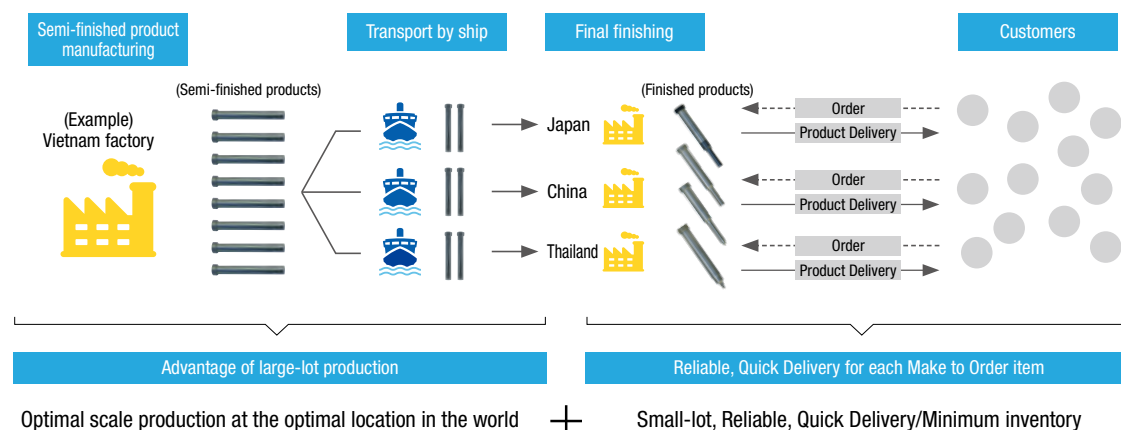 Semi-finished product
manufacturing
Transport by ship
Final finishing
Customers
(Semi-finished products)
(Finished products)
(Example)
Vietnam factory
Japan
Order
Product Delivery
China
Order
Product Delivery
Thailand
Order
Product Delivery
Advantage of large-lot production
Reliable, Quick Delivery for each Make to Order item
Optimal scale production at the optimal location in the world
+
Small-lot, Reliable, Quick Delivery/Minimum inventory